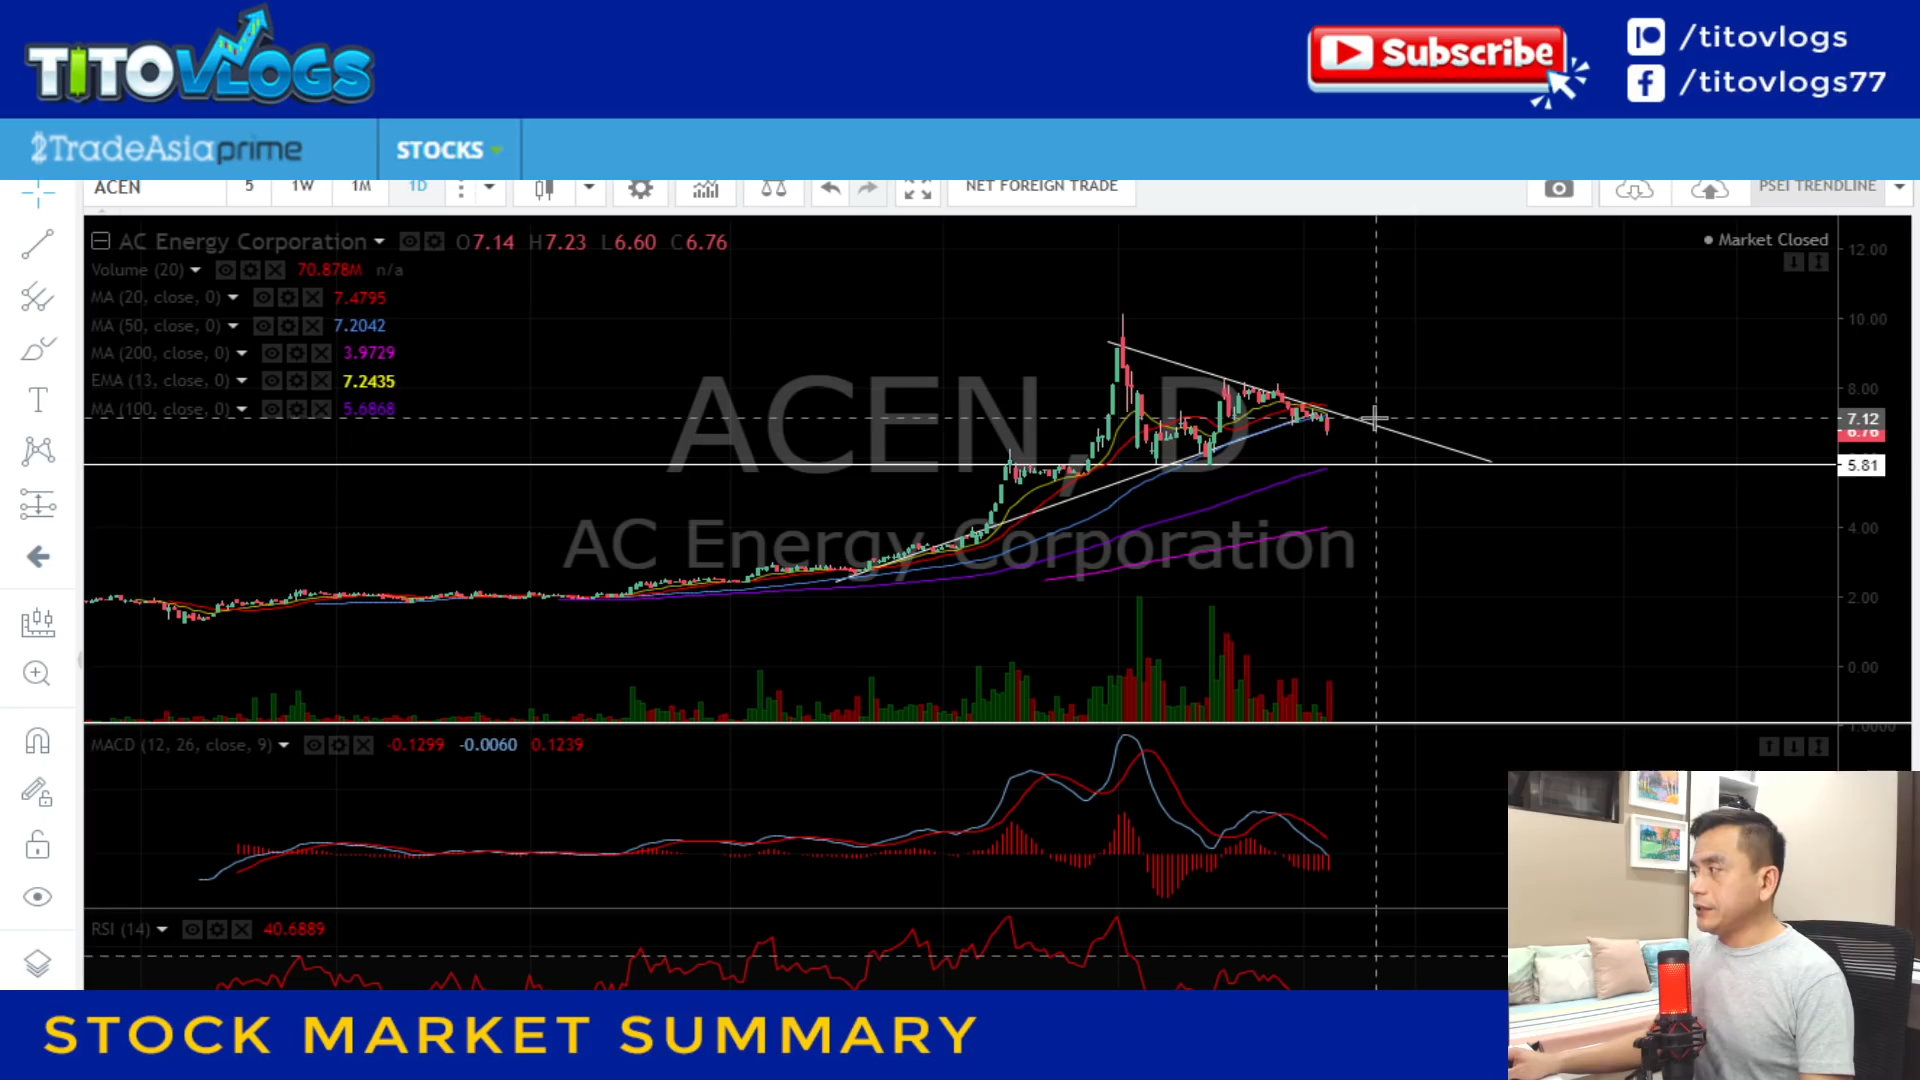 TITOVLOGS
Subscribe
/titovlogs
/titovlogs77
2TradeAsiaprime
STOCKS
ACEN 5 1W 1M 1D NET FOREIGN TRADE PSEI TRENDLINE
AC Energy Corporation O7.14 H7.23 L6.60 C6.76
Market Closed
Volume (20) 70.878M n/a
MA (20, close, 0) 7.4795
MA (50, close, 0) 7.2042
MA (200, close, 0) 3.9729
EMA (13, close, 0) 7.2435
MA (100, close, 0) 5.6868
ACEN, D
AC Energy Corporation
12.00
10.00
8.00
7.12
6.76
5.81
4.00
2.00
0.00
1.0000
MACD (12, 26, close, 9) -0.1299 -0.0060 0.1239
RSI (14) 40.6889
STOCK MARKET SUMMARY